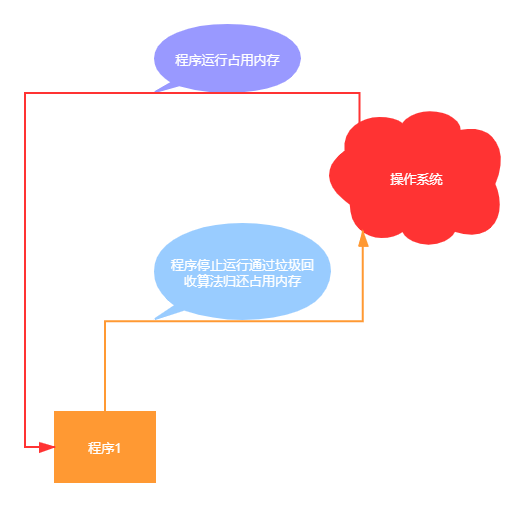 程序运行占用内存
操作系统
程序停止运行通过垃圾回
收算法归还占用内存
程序1